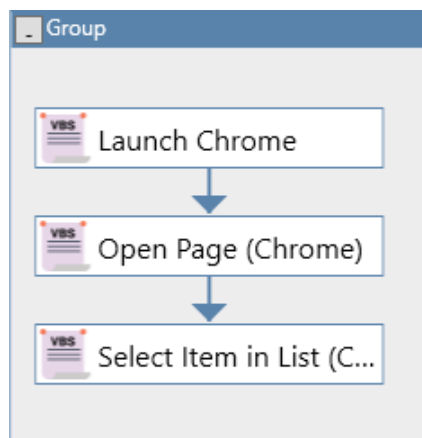 Group
VBS
Launch Chrome
VBS
Open Page (Chrome)
VBS
Select Item in List (C...